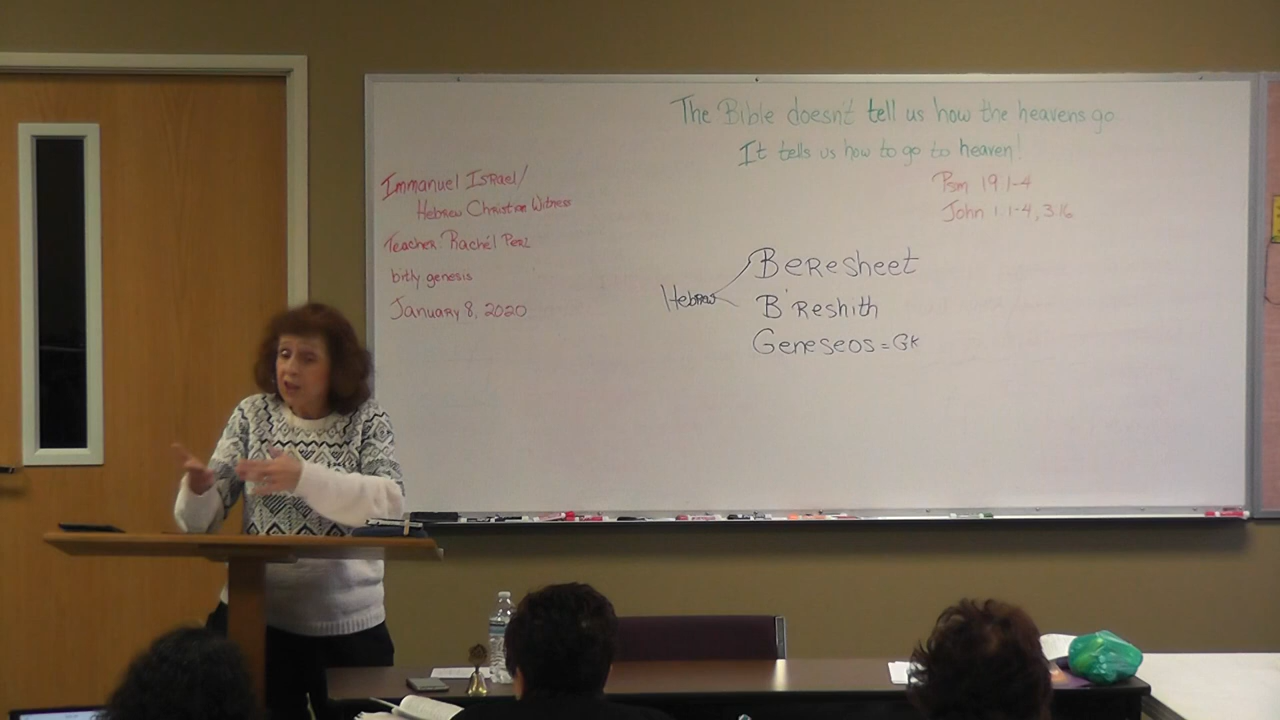 The Bible doesn't tell us how the heavens go
It tells us how to go to heaven!
Psm 19:1-4
John 1:1-4, 3:16
Immanuel Israel/
Hebrew Christian Witness
Teacher: Rachél Perl
bitly genesis
January 8, 2020
Hebrew
Beresheet
B'Reshith
Geneseos = Gk